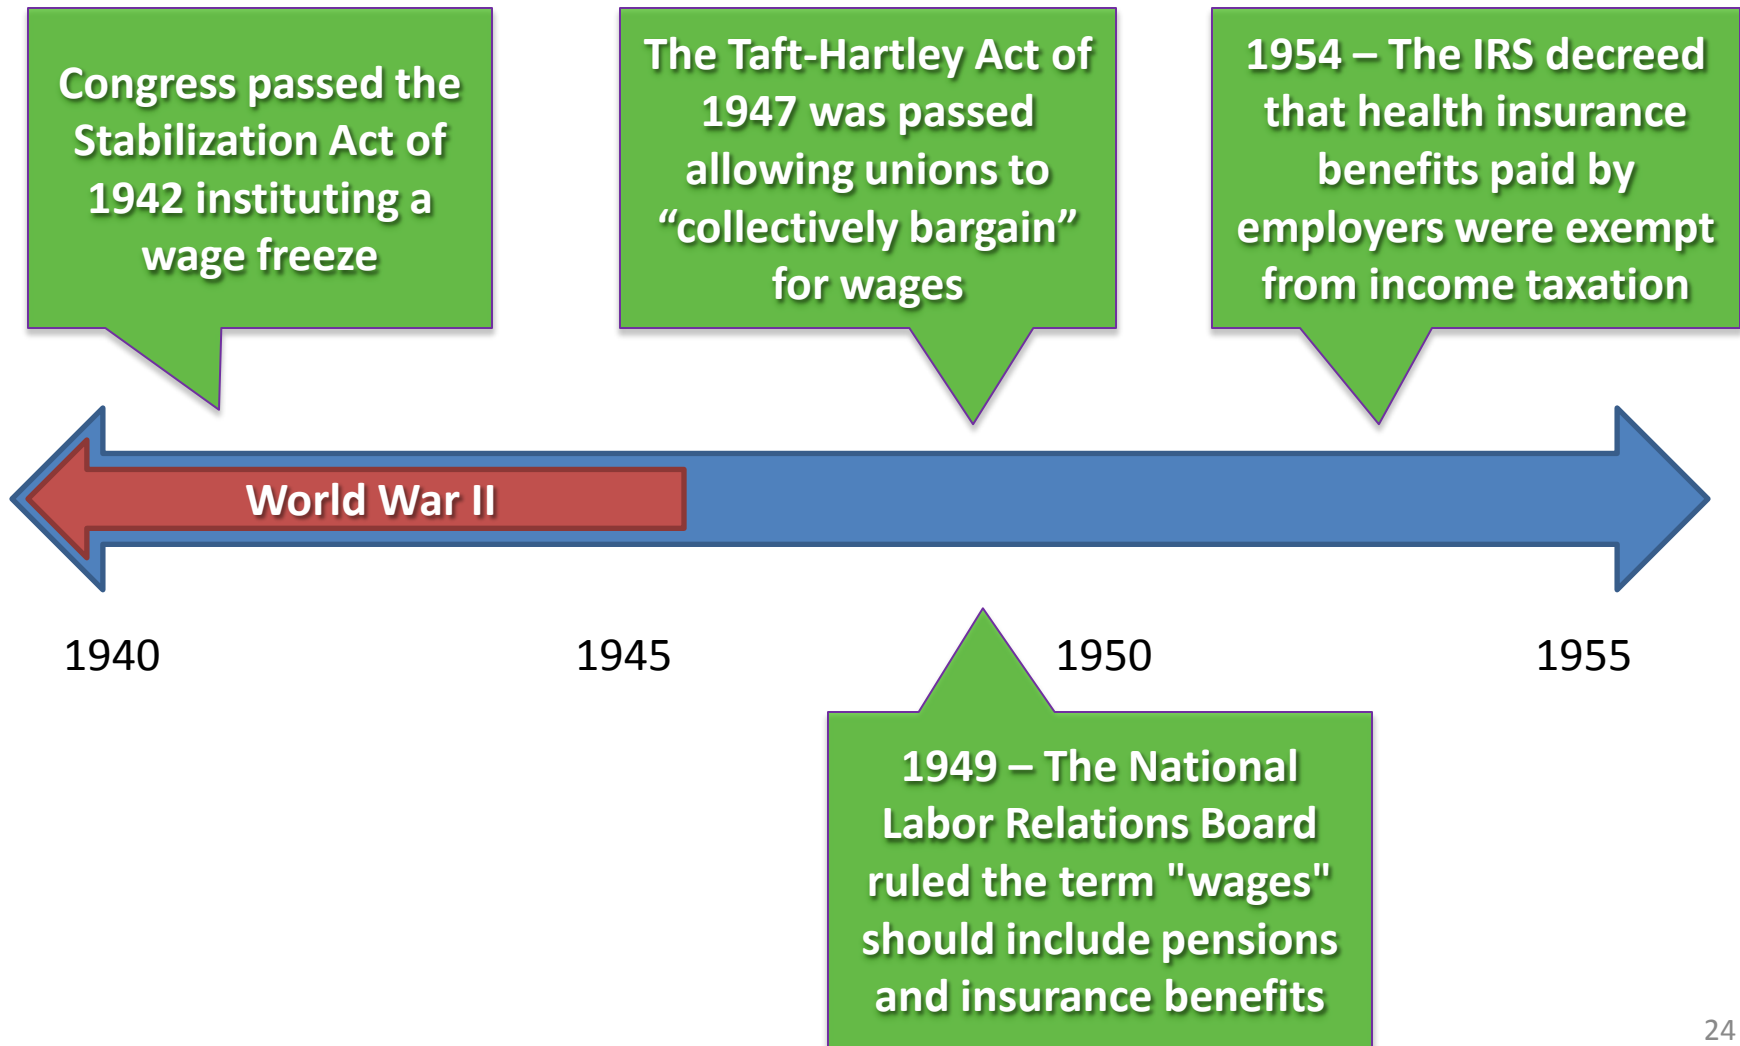 Congress passed the
Stabilization Act of
1942 instituting a
wage freeze
The Taft-Hartley Act of
1947 was passed
allowing unions to
“collectively bargain”
for wages
1954 – The IRS decreed
that health insurance
benefits paid by
employers were exempt
from income taxation
World War II
1940
1945
1950
1955
1949 – The National
Labor Relations Board
ruled the term "wages"
should include pensions
and insurance benefits
24